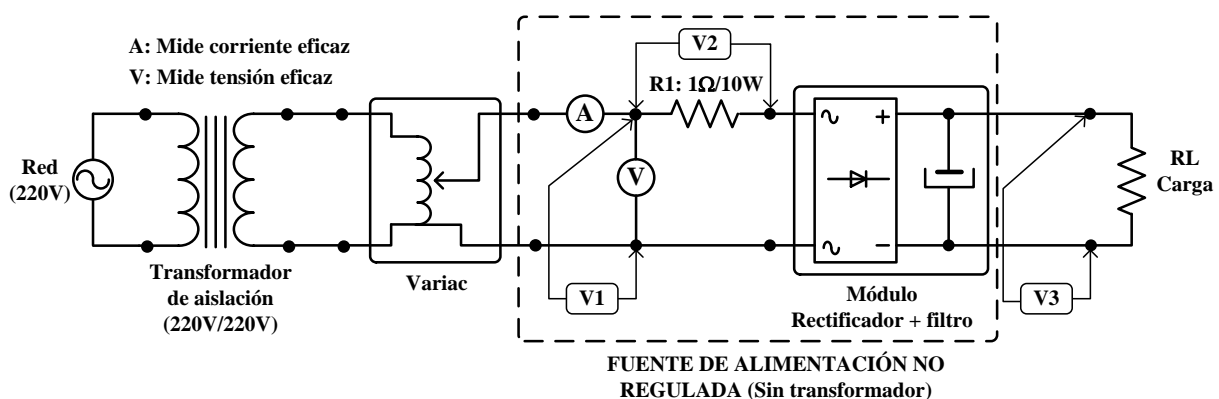 A: Mide corriente eficaz
V: Mide tensión eficaz
Red
(220V)
Transformador
de aislación
(220V/220V)
Variac
A
V
V1
V2
R1: 1Ω/10W
~
~
+
−
Módulo
Rectificador + filtro
V3
RL
Carga
FUENTE DE ALIMENTACIÓN NO
REGULADA (Sin transformador)